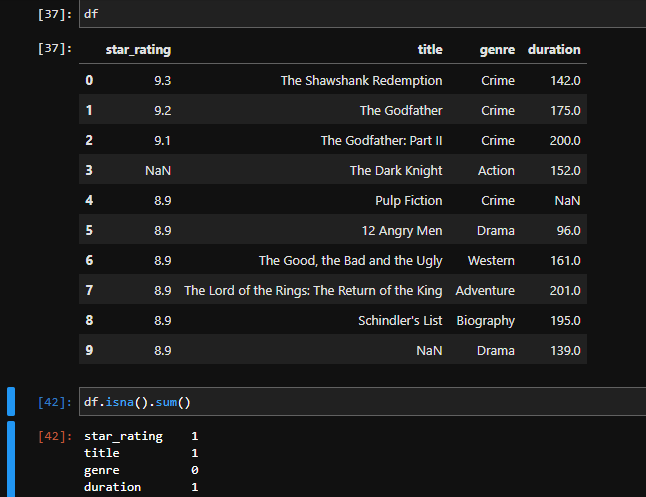 [37]: df
[37]: star_rating title genre duration
0 9.3 The Shawshank Redemption Crime 142.0
1 9.2 The Godfather Crime 175.0
2 9.1 The Godfather: Part II Crime 200.0
3 NaN The Dark Knight Action 152.0
4 8.9 Pulp Fiction Crime NaN
5 8.9 12 Angry Men Drama 96.0
6 8.9 The Good, the Bad and the Ugly Western 161.0
7 8.9 The Lord of the Rings: The Return of the King Adventure 201.0
8 8.9 Schindler's List Biography 195.0
9 8.9 NaN Drama 139.0
[42]: df.isna().sum()
[42]: star_rating 1
title 1
genre 0
duration 1